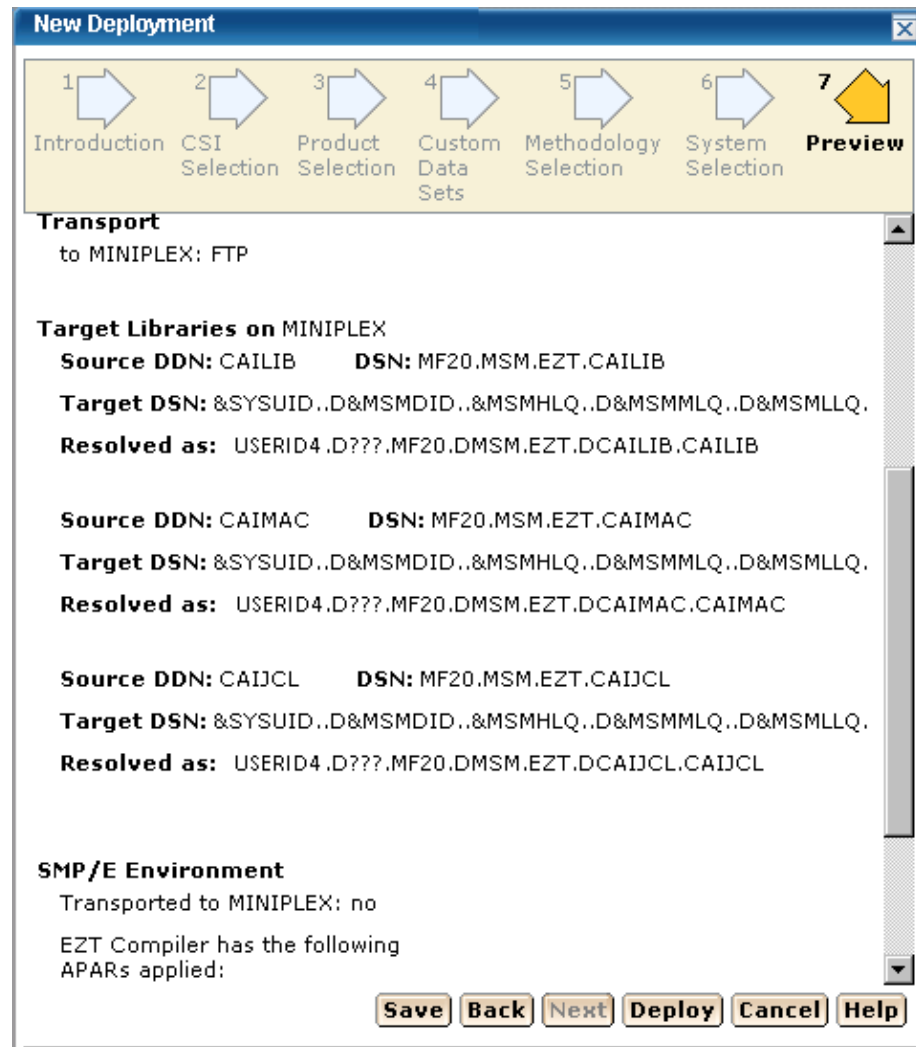 New Deployment
1 2 3 4 5 6 7
Introduction CSI Selection Product Selection Custom Data Sets Methodology Selection System Selection Preview
Transport
to MINIPLEX: FTP
Target Libraries on MINIPLEX
Source DDN: CAILIB DSN: MF20.MSM.EZT.CAILIB
Target DSN: &SYSUID..D&MSMDID..&MSMHLQ..D&MSMMLQ..D&MSMLLQ.
Resolved as: USERID4.D???.MF20.DMSM.EZT.DCAILIB.CAILIB
Source DDN: CAIMAC DSN: MF20.MSM.EZT.CAIMAC
Target DSN: &SYSUID..D&MSMDID..&MSMHLQ..D&MSMMLQ..D&MSMLLQ.
Resolved as: USERID4.D???.MF20.DMSM.EZT.DCAIMAC.CAIMAC
Source DDN: CAIJCL DSN: MF20.MSM.EZT.CAIJCL
Target DSN: &SYSUID..D&MSMDID..&MSMHLQ..D&MSMMLQ..D&MSMLLQ.
Resolved as: USERID4.D???.MF20.DMSM.EZT.DCAIJCL.CAIJCL
SMP/E Environment
Transported to MINIPLEX: no
EZT Compiler has the following
APARs applied:
Save Back Next Deploy Cancel Help